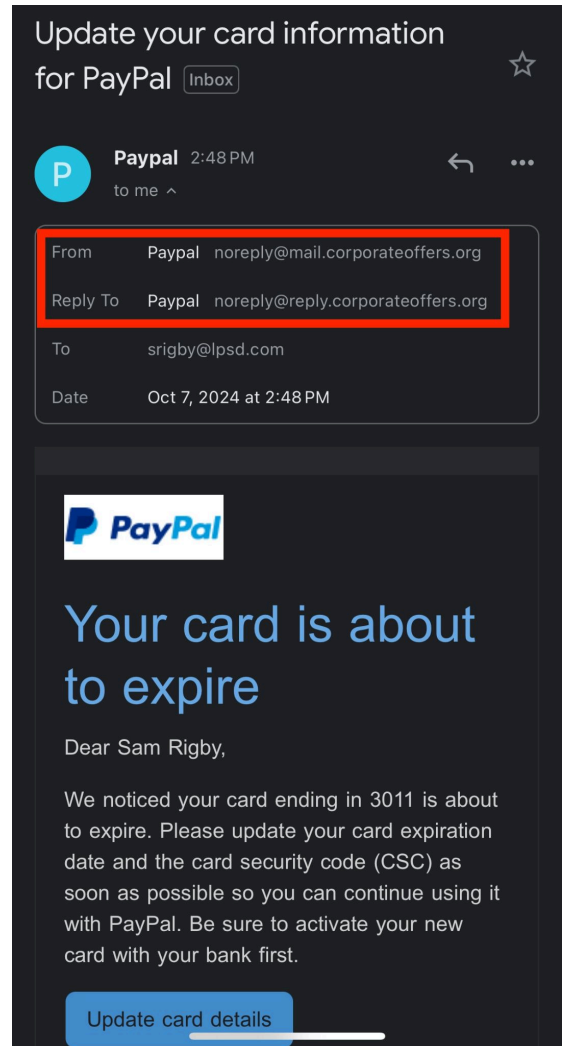 Update your card information
for PayPal Inbox
P
Paypal 2:48 PM
to me
From Paypal noreply@mail.corporateoffers.org
Reply To Paypal noreply@reply.corporateoffers.org
To srigby@lpsd.com
Date Oct 7, 2024 at 2:48 PM
PayPal
Your card is about
to expire
Dear Sam Rigby,
We noticed your card ending in 3011 is about
to expire. Please update your card expiration
date and the card security code (CSC) as
soon as possible so you can continue using it
with PayPal. Be sure to activate your new
card with your bank first.
Update card details